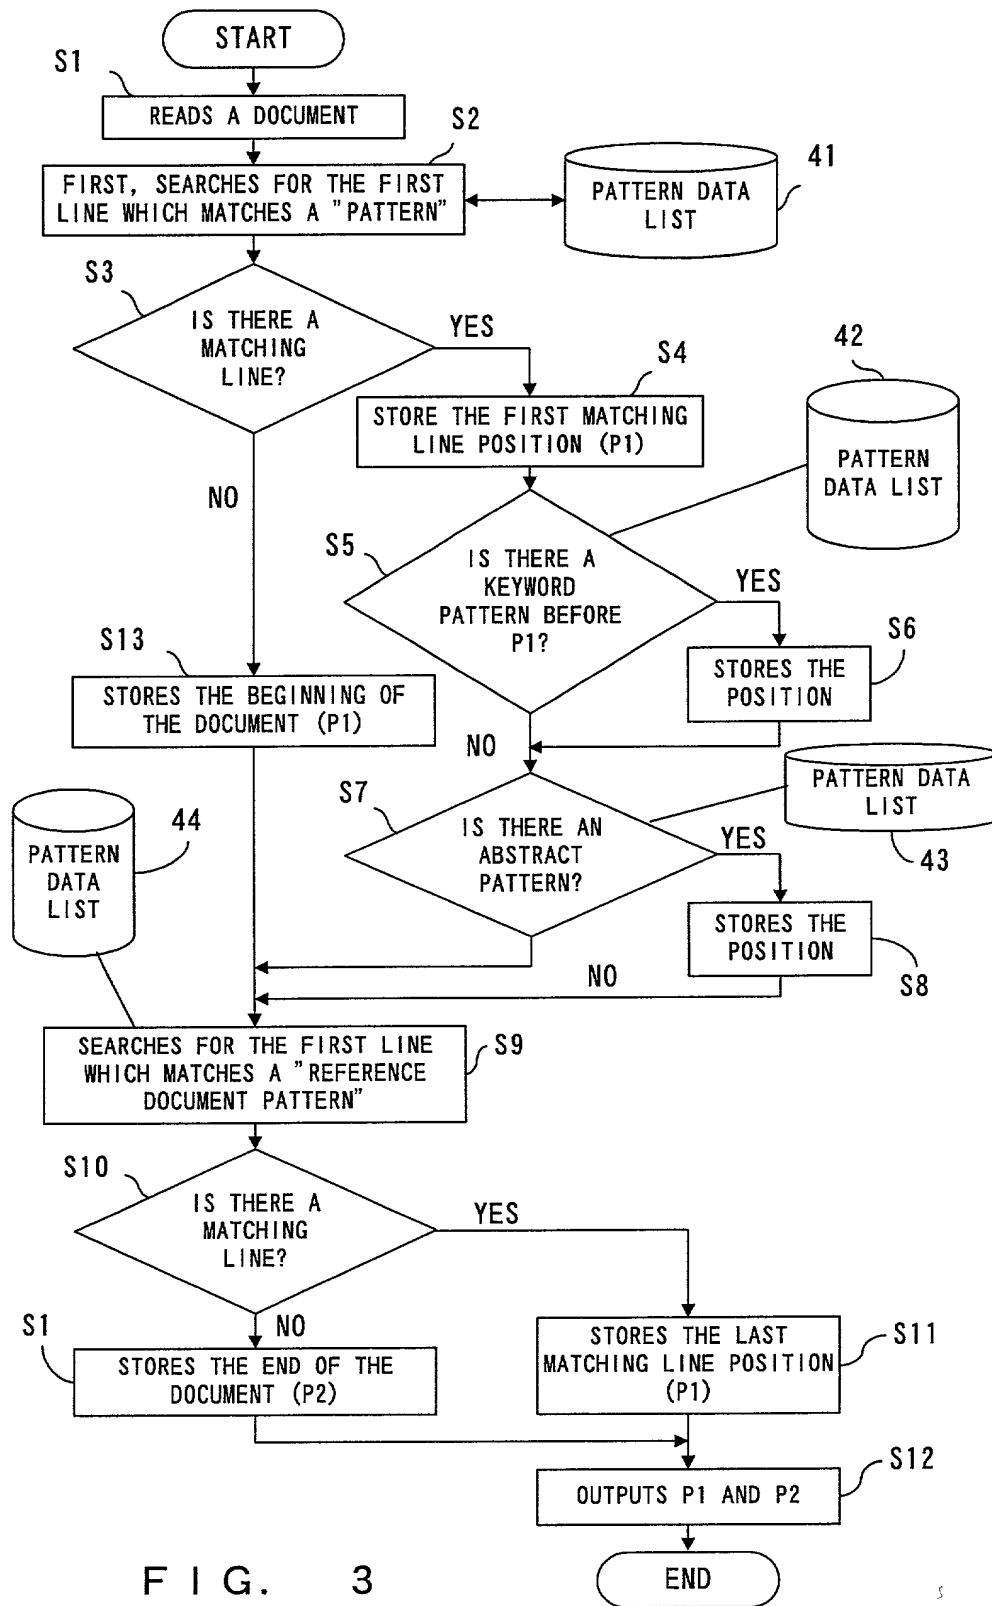 START
S1
READS A DOCUMENT
S2
FIRST, SEARCHES FOR THE FIRST
LINE WHICH MATCHES A "PATTERN"
41
PATTERN DATA
LIST
S3
IS THERE A
MATCHING
LINE?
YES
NO
S4
STORE THE FIRST MATCHING
LINE POSITION (P1)
42
PATTERN
DATA LIST
S5
IS THERE A
KEYWORD
PATTERN BEFORE
P1?
YES
NO
S6
STORES THE
POSITION
S13
STORES THE BEGINNING OF
THE DOCUMENT (P1)
S7
IS THERE AN
ABSTRACT
PATTERN?
YES
NO
PATTERN DATA
LIST
43
S8
STORES THE
POSITION
44
PATTERN
DATA
LIST
S9
SEARCHES FOR THE FIRST LINE
WHICH MATCHES A "REFERENCE
DOCUMENT PATTERN"
S10
IS THERE A
MATCHING
LINE?
YES
NO
S1
STORES THE END OF THE
DOCUMENT (P2)
S11
STORES THE LAST
MATCHING LINE POSITION
(P1)
S12
OUTPUTS P1 AND P2
END
FIG. 3